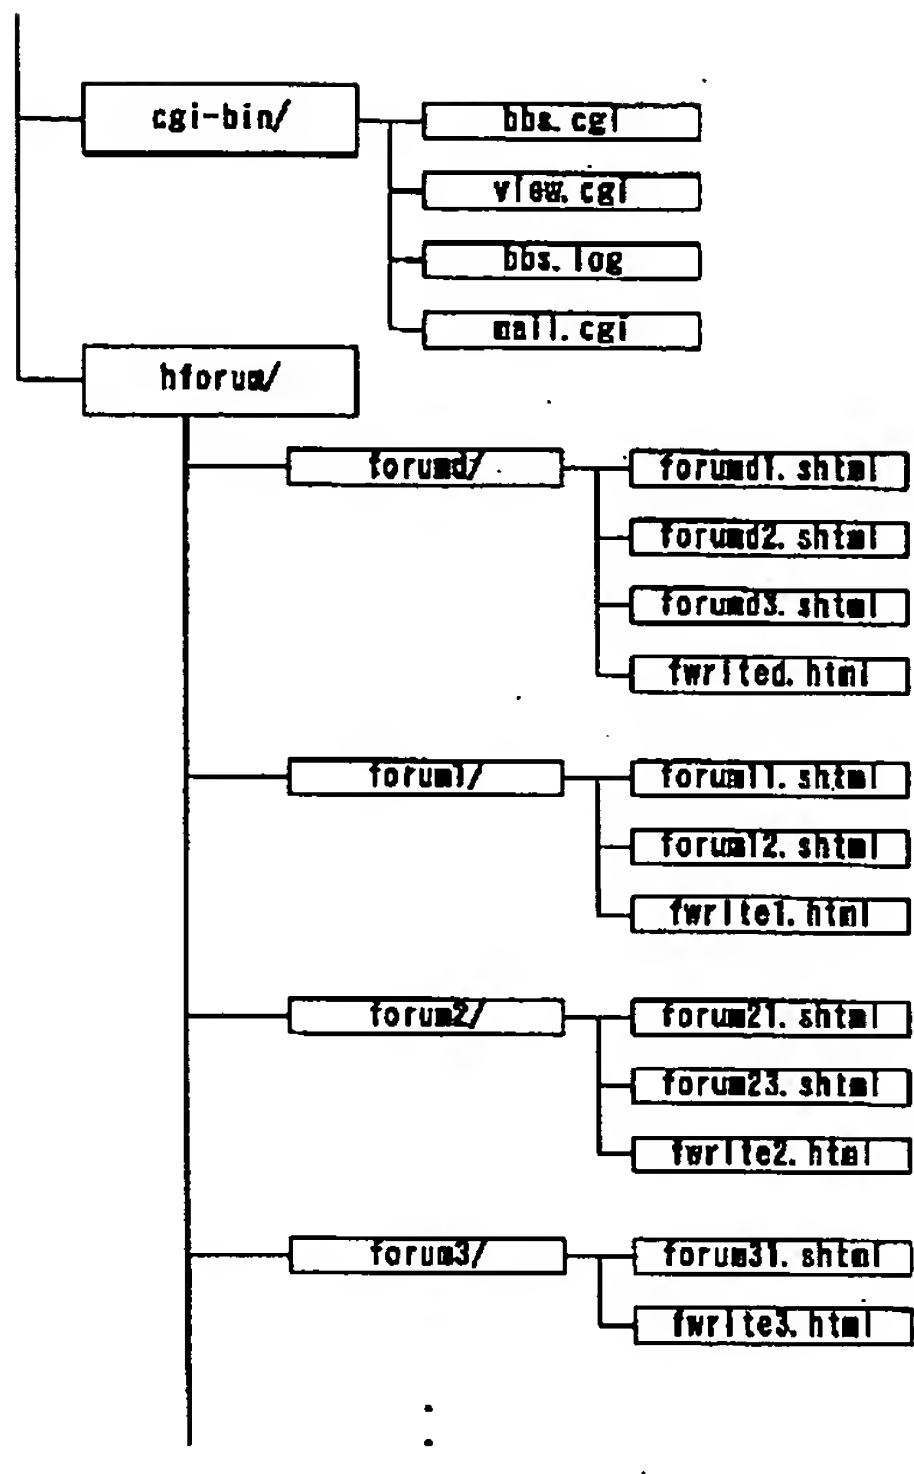 cgi-bin/
bbs.cgi
view.cgi
bbs.log
mail.cgi
hforum/
forumd/
forumd1.shtml
forumd2.shtml
forumd3.shtml
fwrited.html
forum1/
forum11.shtml
forum12.shtml
fwrite1.html
forum2/
forum21.shtml
forum23.shtml
fwrite2.html
forum3/
forum31.shtml
fwrite3.html